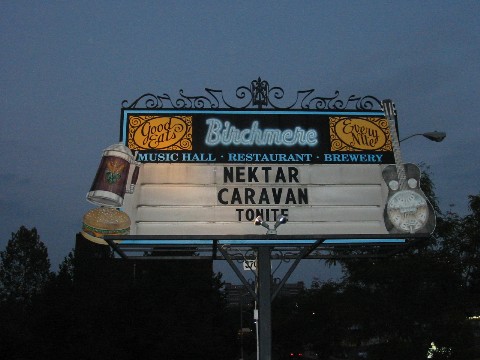 Good Eats
Birchmere
Every Nite
MUSIC HALL · RESTAURANT · BREWERY
NEKTAR
CARAVAN
TONITE